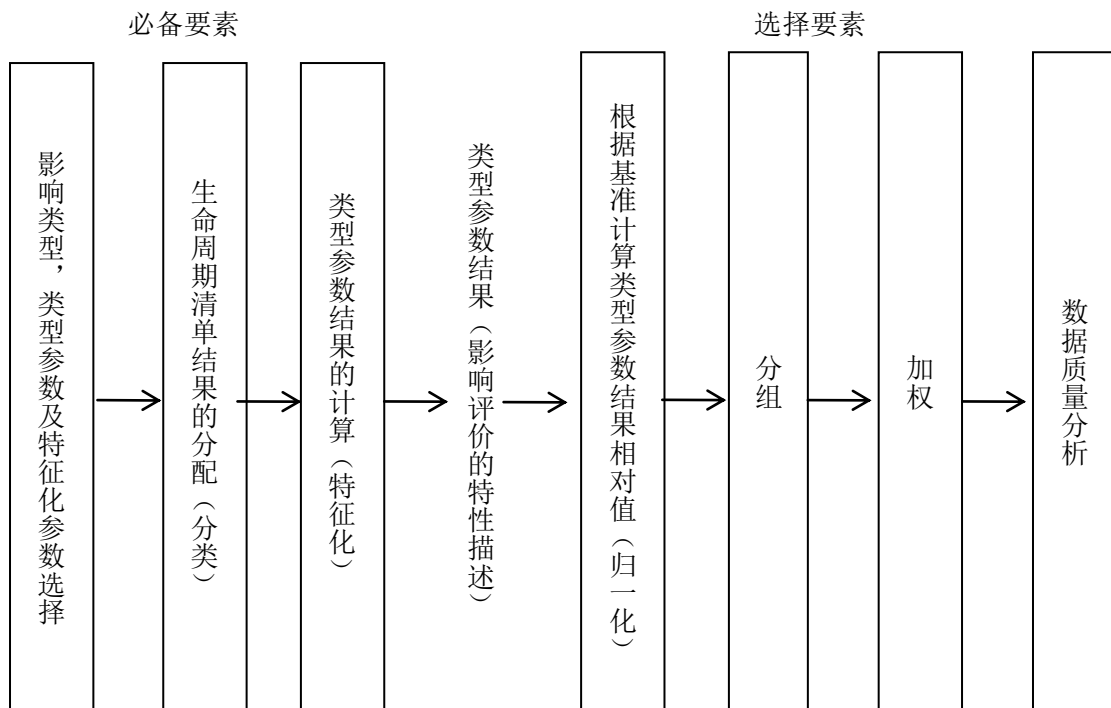 必备要素
选择要素
影响类型，类型参数及特征化参数选择
生命周期清单结果的分配（分类）
类型参数结果的计算（特征化）
类型参数结果（影响评价的特性描述）
根据基准计算类型参数结果相对值（归一化）
分组
加权
数据质量分析